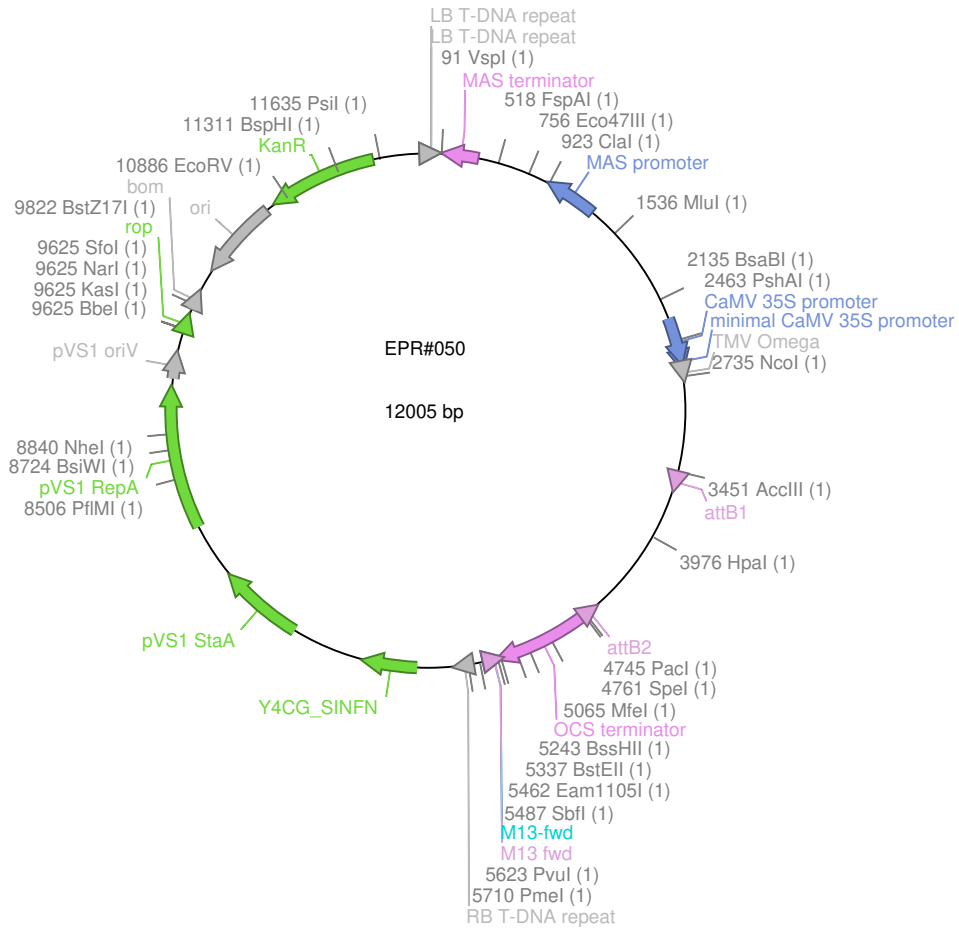 LB T-DNA repeat
LB T-DNA repeat
91 VspI (1)
MAS terminator
518 FspAI (1)
756 Eco47III (1)
923 ClaI (1)
MAS promoter
1536 MluI (1)
2135 BsaBI (1)
2463 PshAI (1)
CaMV 35S promoter
minimal CaMV 35S promoter
TMV Omega
2735 NcoI (1)
3451 AccIII (1)
attB1
3976 HpaI (1)
attB2
4745 PacI (1)
4761 SpeI (1)
5065 MfeI (1)
OCS terminator
5243 BssHII (1)
5337 BstEII (1)
5462 Eam1105I (1)
5487 SbfI (1)
M13-fwd
M13 fwd
5623 PvuI (1)
5710 PmeI (1)
RB T-DNA repeat
Y4CG_SINFN
pVS1 StaA
8506 PflMI (1)
pVS1 RepA
8724 BsiWI (1)
8840 NheI (1)
pVS1 oriV
9625 BbeI (1)
9625 KasI (1)
9625 NarI (1)
9625 SfoI (1)
rop
9822 BstZ17I (1)
bom
ori
10886 EcoRV (1)
KanR
11311 BspHI (1)
11635 PsiI (1)
EPR#050
12005 bp